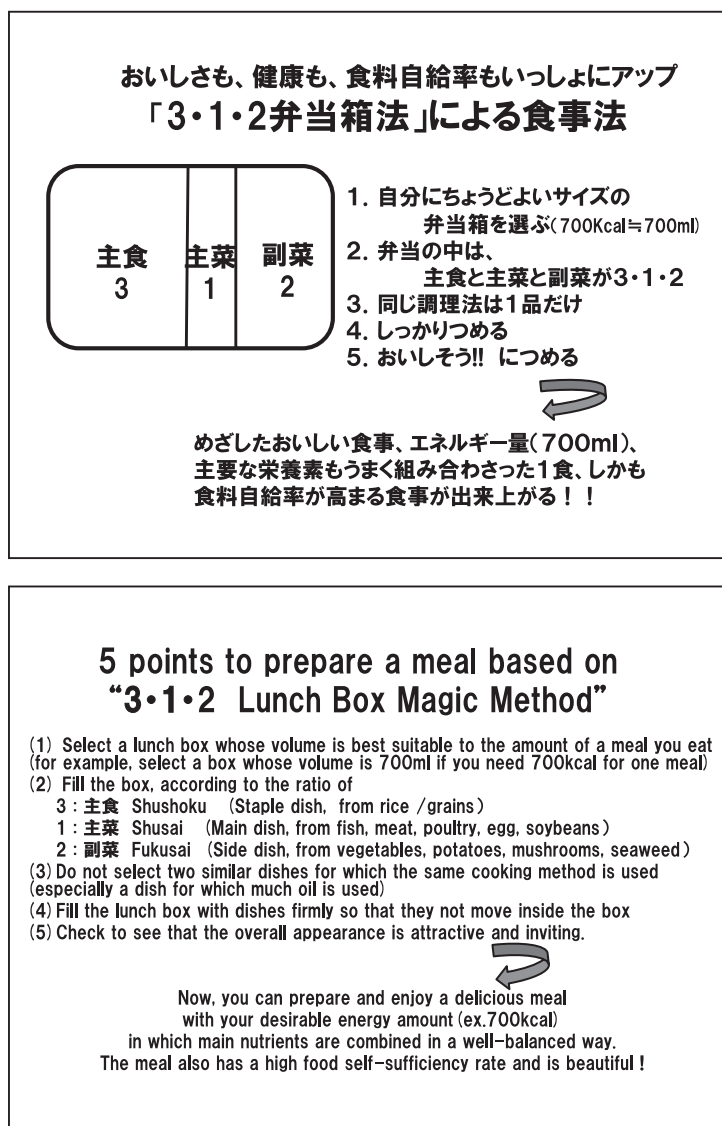 おいしさも、健康も、食料自給率もいっしょにアップ
「3・1・2弁当箱法」による食事法
主食
3
主菜
1
副菜
2
1. 自分にちょうどよいサイズの
弁当箱を選ぶ(700Kcal≒700ml)
2. 弁当の中は、
主食と主菜と副菜が3・1・2
3. 同じ調理法は1品だけ
4. しっかりつめる
5. おいしそう!! につめる
めざしたおいしい食事、エネルギー量(700ml)、
主要な栄養素もうまく組み合わさった1食、しかも
食料自給率が高まる食事が出来上がる！！
5 points to prepare a meal based on
“3・1・2 Lunch Box Magic Method”
(1) Select a lunch box whose volume is best suitable to the amount of a meal you eat
(for example, select a box whose volume is 700ml if you need 700kcal for one meal)
(2) Fill the box, according to the ratio of
3 : 主食 Shushoku (Staple dish, from rice /grains)
1 : 主菜 Shusai (Main dish, from fish, meat, poultry, egg, soybeans)
2 : 副菜 Fukusai (Side dish, from vegetables, potatoes, mushrooms, seaweed)
(3) Do not select two similar dishes for which the same cooking method is used
(especially a dish for which much oil is used)
(4) Fill the lunch box with dishes firmly so that they not move inside the box
(5) Check to see that the overall appearance is attractive and inviting.
Now, you can prepare and enjoy a delicious meal
with your desirable energy amount (ex.700kcal)
in which main nutrients are combined in a well-balanced way.
The meal also has a high food self-sufficiency rate and is beautiful !